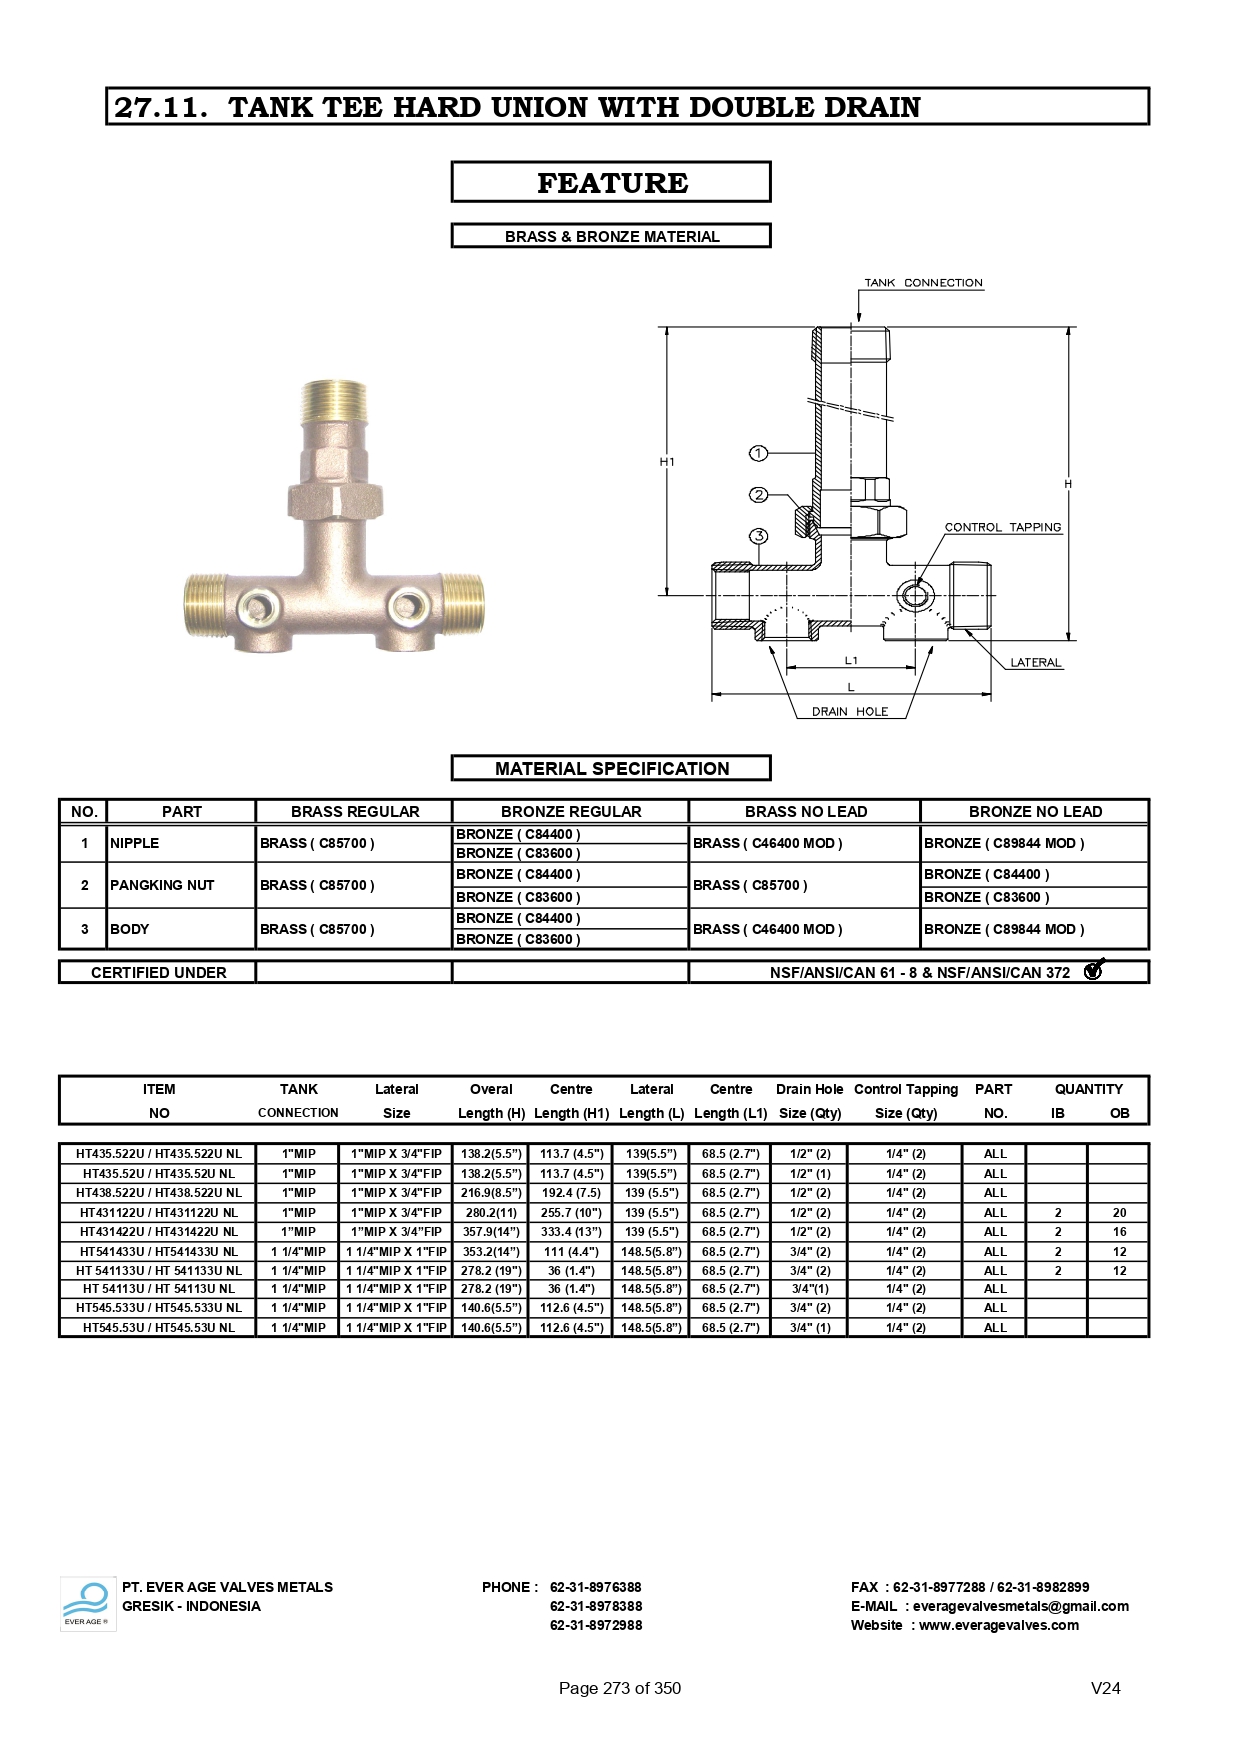 27.11. TANK TEE HARD UNION WITH DOUBLE DRAIN
FEATURE
BRASS & BRONZE MATERIAL
TANK CONNECTION
H1
1
2
3
H
CONTROL TAPPING
L1
L
LATERAL
DRAIN HOLE
MATERIAL SPECIFICATION
NO. PART BRASS REGULAR BRONZE REGULAR BRASS NO LEAD BRONZE NO LEAD
1 NIPPLE BRASS ( C85700 ) BRONZE ( C84400 ) BRASS ( C46400 MOD ) BRONZE ( C89844 MOD )
BRONZE ( C83600 )
2 PANGKING NUT BRASS ( C85700 ) BRONZE ( C84400 ) BRASS ( C85700 ) BRONZE ( C84400 )
BRONZE ( C83600 ) BRONZE ( C83600 )
3 BODY BRASS ( C85700 ) BRONZE ( C84400 ) BRASS ( C46400 MOD ) BRONZE ( C89844 MOD )
BRONZE ( C83600 )
CERTIFIED UNDER NSF/ANSI/CAN 61 - 8 & NSF/ANSI/CAN 372
ITEM TANK Lateral Overal Centre Lateral Centre Drain Hole Control Tapping PART QUANTITY
NO CONNECTION Size Length (H) Length (H1) Length (L) Length (L1) Size (Qty) Size (Qty) NO. IB OB
HT435.522U / HT435.522U NL 1"MIP 1"MIP X 3/4"FIP 138.2(5.5”) 113.7 (4.5") 139(5.5”) 68.5 (2.7") 1/2" (2) 1/4" (2) ALL
HT435.52U / HT435.52U NL 1"MIP 1"MIP X 3/4"FIP 138.2(5.5”) 113.7 (4.5") 139(5.5”) 68.5 (2.7") 1/2" (1) 1/4" (2) ALL
HT438.522U / HT438.522U NL 1"MIP 1"MIP X 3/4"FIP 216.9(8.5”) 192.4 (7.5) 139 (5.5") 68.5 (2.7") 1/2" (2) 1/4" (2) ALL
HT431122U / HT431122U NL 1"MIP 1"MIP X 3/4"FIP 280.2(11) 255.7 (10") 139 (5.5") 68.5 (2.7") 1/2" (2) 1/4" (2) ALL 2 20
HT431422U / HT431422U NL 1”MIP 1”MIP X 3/4”FIP 357.9(14”) 333.4 (13”) 139 (5.5") 68.5 (2.7") 1/2" (2) 1/4" (2) ALL 2 16
HT541433U / HT541433U NL 1 1/4"MIP 1 1/4"MIP X 1"FIP 353.2(14”) 111 (4.4") 148.5(5.8”) 68.5 (2.7") 3/4" (2) 1/4" (2) ALL 2 12
HT 541133U / HT 541133U NL 1 1/4"MIP 1 1/4"MIP X 1"FIP 278.2 (19") 36 (1.4") 148.5(5.8”) 68.5 (2.7") 3/4" (2) 1/4" (2) ALL 2 12
HT 54113U / HT 54113U NL 1 1/4"MIP 1 1/4"MIP X 1"FIP 278.2 (19") 36 (1.4") 148.5(5.8”) 68.5 (2.7") 3/4"(1) 1/4" (2) ALL
HT545.533U / HT545.533U NL 1 1/4"MIP 1 1/4"MIP X 1"FIP 140.6(5.5”) 112.6 (4.5") 148.5(5.8”) 68.5 (2.7") 3/4" (2) 1/4" (2) ALL
HT545.53U / HT545.53U NL 1 1/4"MIP 1 1/4"MIP X 1"FIP 140.6(5.5”) 112.6 (4.5") 148.5(5.8”) 68.5 (2.7") 3/4" (1) 1/4" (2) ALL
EVER AGE ®
PT. EVER AGE VALVES METALS PHONE : 62-31-8976388 FAX : 62-31-8977288 / 62-31-8982899
GRESIK - INDONESIA 62-31-8978388 E-MAIL : everagevalvesmetals@gmail.com
62-31-8972988 Website : www.everagevalves.com
Page 273 of 350 V24